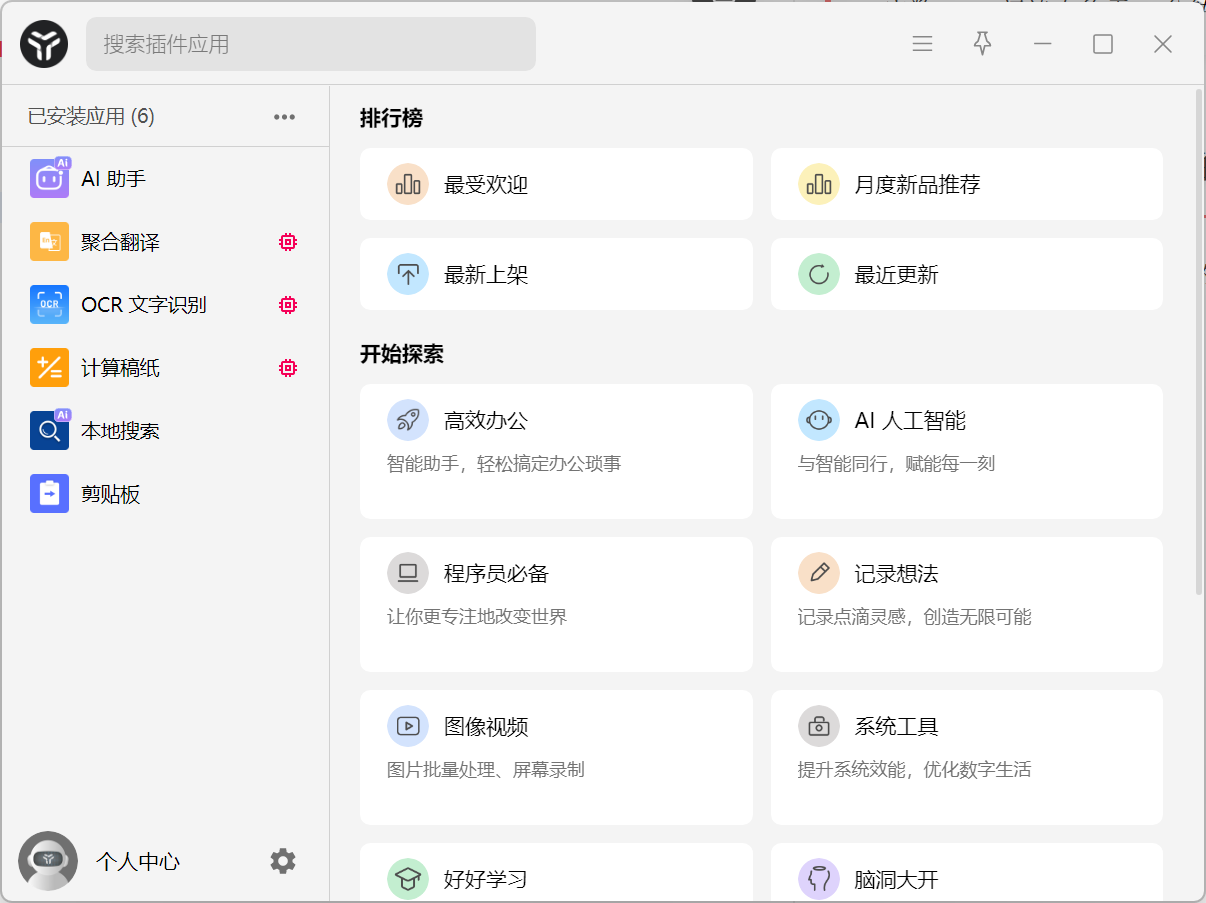 搜索插件应用
已安装应用 (6)
AI 助手
聚合翻译
OCR 文字识别
计算稿纸
本地搜索
剪贴板
个人中心
排行榜
最受欢迎
月度新品推荐
最新上架
最近更新
开始探索
高效办公
智能助手，轻松搞定办公琐事
AI 人工智能
与智能同行，赋能每一刻
程序员必备
让你更专注地改变世界
记录想法
记录点滴灵感，创造无限可能
图像视频
图片批量处理、屏幕录制
系统工具
提升系统效能，优化数字生活
好好学习
脑洞大开